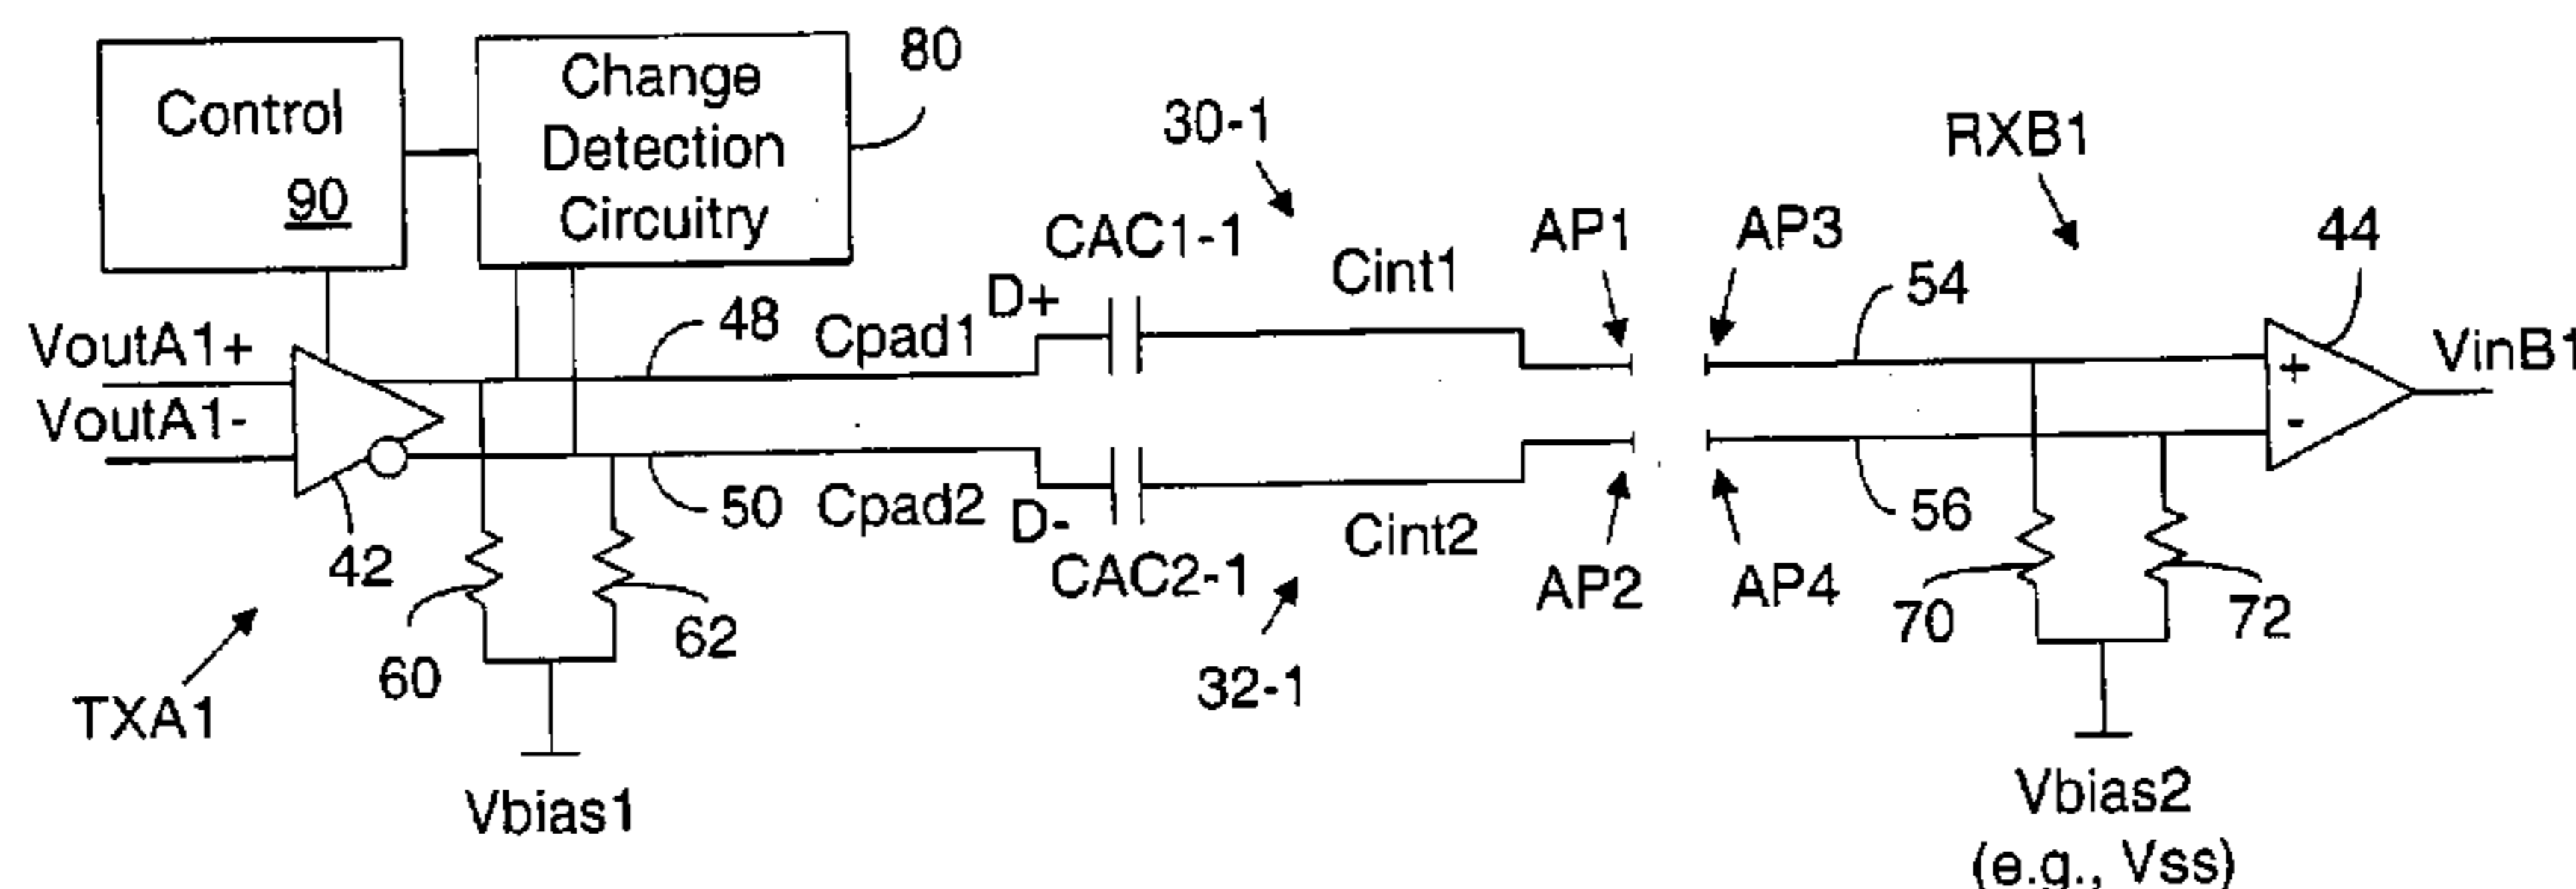 Control
90
Change
Detection
Circuitry
80
30-1
RXB1
CAC1-1
Cint1
AP1
AP3
44
D+
54
VoutA1+
48
Cpad1
VinB1
+
VoutA1-
-
50
Cpad2
D-
Cint2
56
42
CAC2-1
AP2
AP4
60
62
70
72
32-1
TXA1
Vbias1
Vbias2
(e.g., Vss)